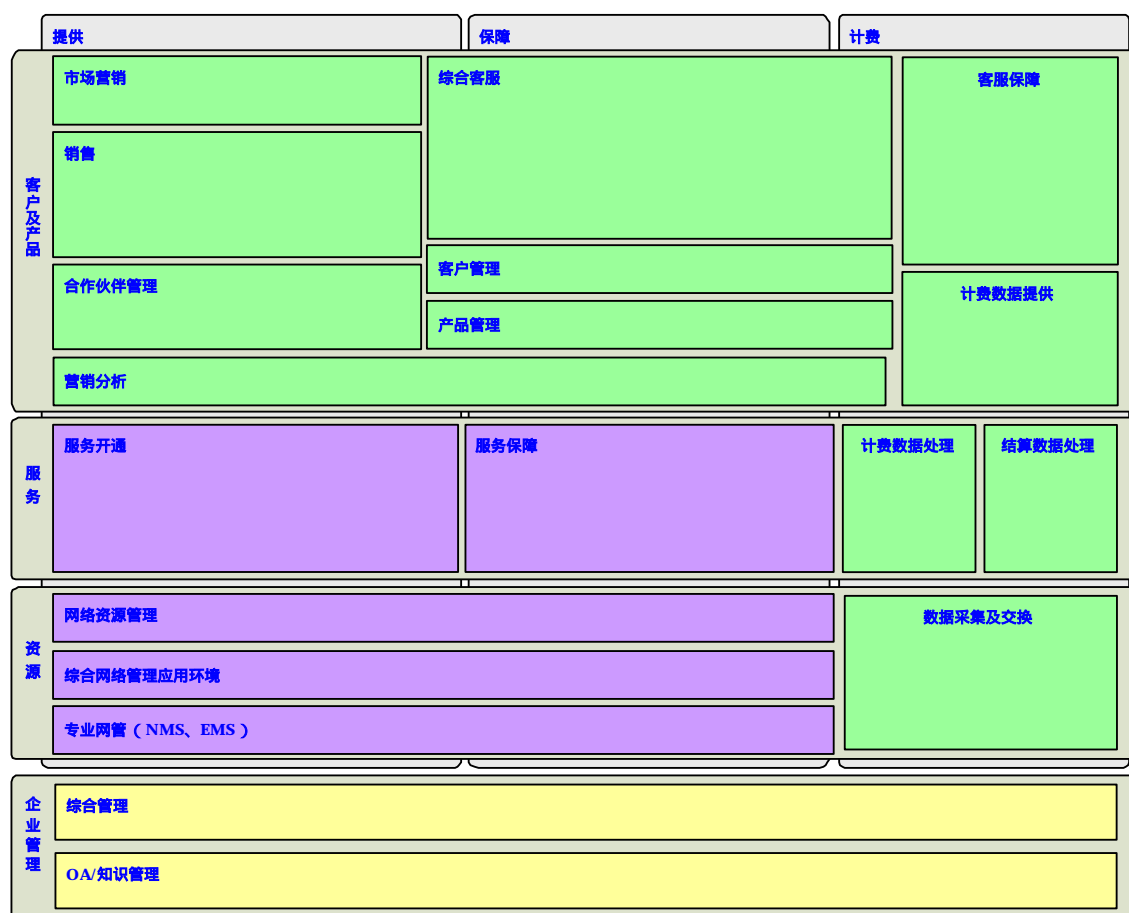 提供
保障
计费
客户及产品
市场营销
综合客服
客服保障
销售
客户管理
合作伙伴管理
计费数据提供
产品管理
营销分析
服务
服务开通
服务保障
计费数据处理
结算数据处理
资源
网络资源管理
数据采集及交换
综合网络管理应用环境
专业网管（NMS、EMS）
企业管理
综合管理
OA/知识管理